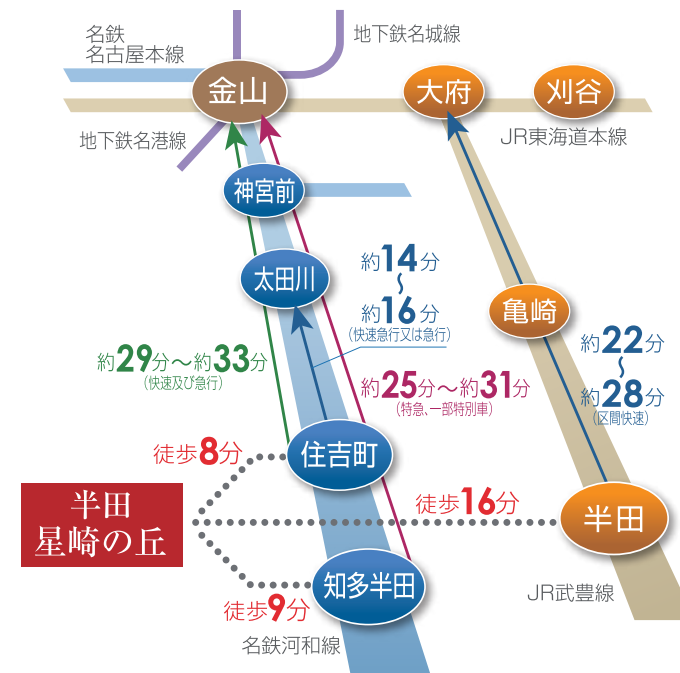 名鉄
名古屋本線
地下鉄名城線
金山
大府
刈谷
地下鉄名港線
JR東海道本線
神宮前
約14分
〜
約16分
(快速急行又は急行)
太田川
亀崎
約22分
〜
約28分
(区間快速)
約29分〜約33分
(快速及び急行)
約25分〜約31分
(特急、一部特別車)
徒歩8分
住吉町
半田
星崎の丘
徒歩16分
半田
知多半田
徒歩9分
JR武豊線
名鉄河和線